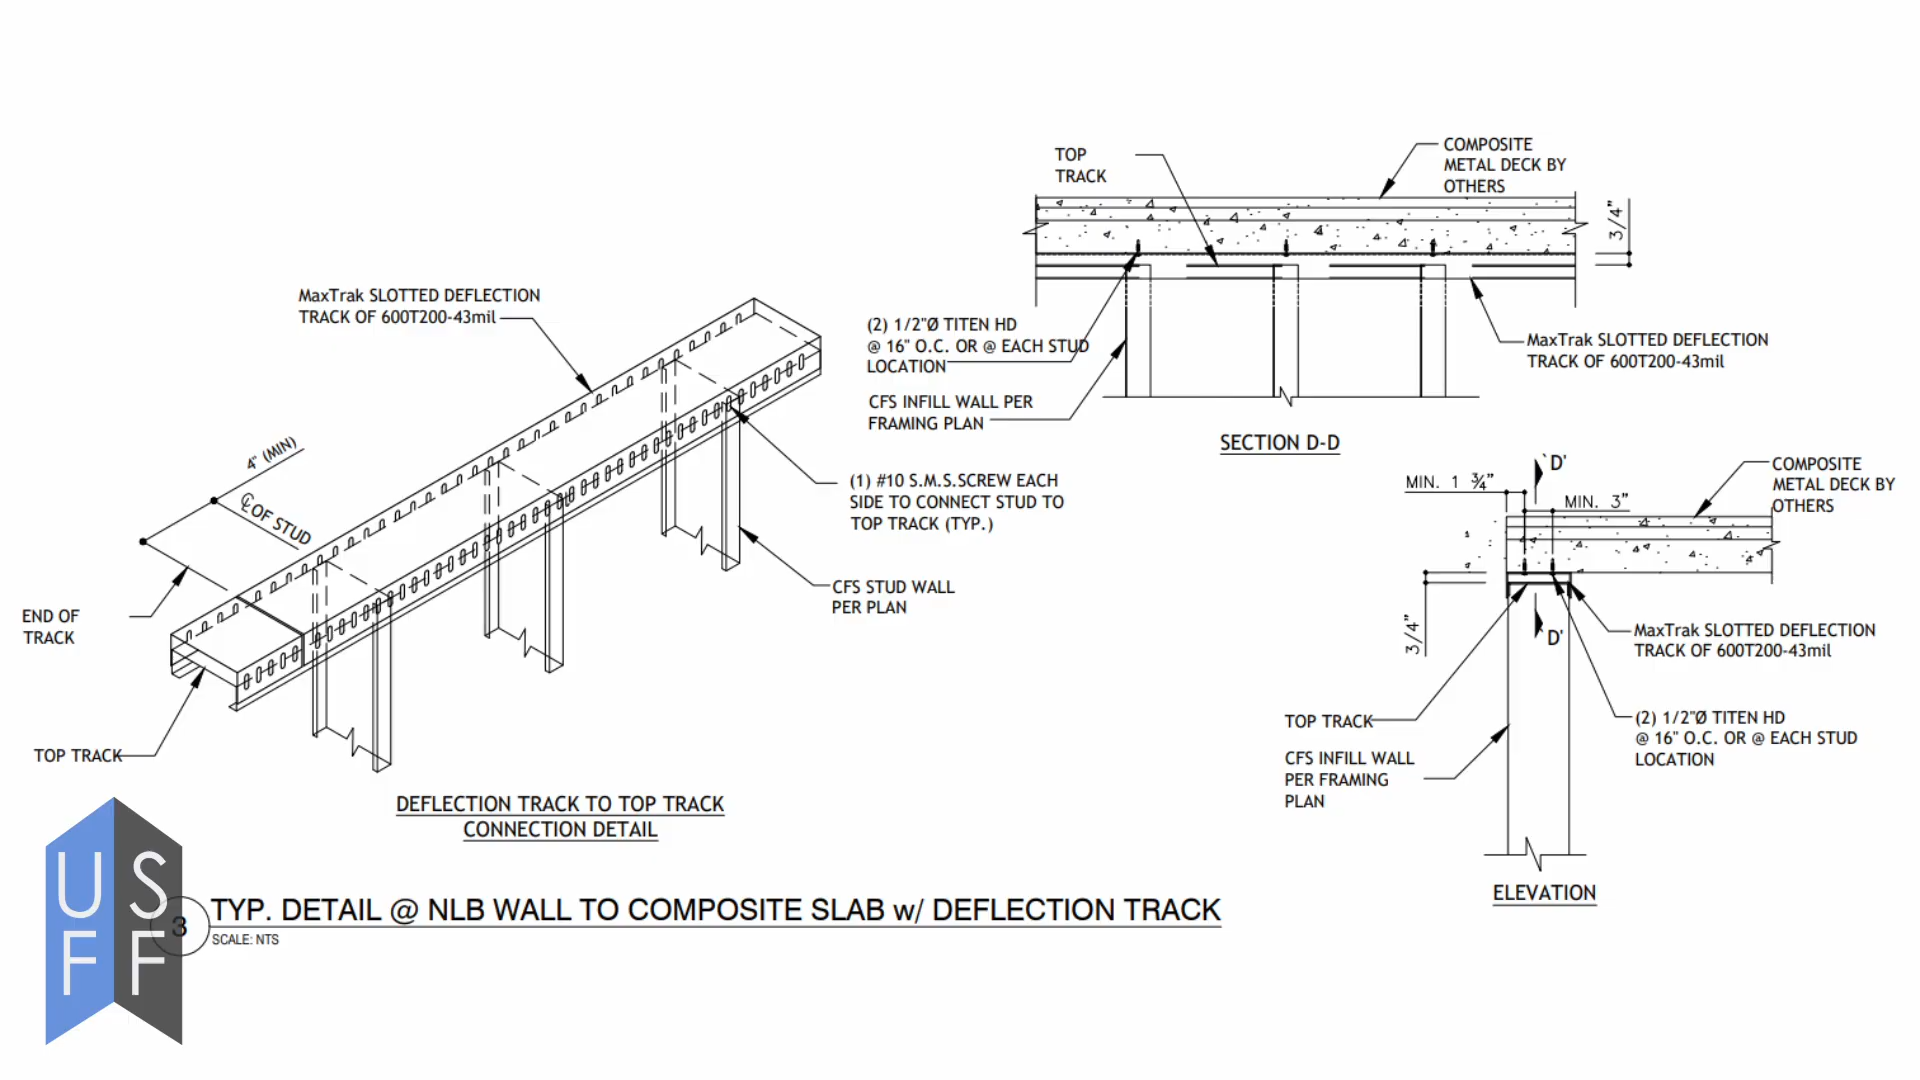 MaxTrak SLOTTED DEFLECTION
TRACK OF 600T200-43mil
4" (MIN)
℄ OF STUD
END OF
TRACK
TOP TRACK
(1) #10 S.M.S.SCREW EACH
SIDE TO CONNECT STUD TO
TOP TRACK (TYP.)
CFS STUD WALL
PER PLAN
DEFLECTION TRACK TO TOP TRACK
CONNECTION DETAIL
TOP
TRACK
COMPOSITE
METAL DECK BY
OTHERS
3/4"
(2) 1/2"Ø TITEN HD
@ 16" O.C. OR @ EACH STUD
LOCATION
CFS INFILL WALL PER
FRAMING PLAN
MaxTrak SLOTTED DEFLECTION
TRACK OF 600T200-43mil
SECTION D-D
'D'
MIN. 1 3/4"
MIN. 3"
COMPOSITE
METAL DECK BY
OTHERS
3/4"
'D'
MaxTrak SLOTTED DEFLECTION
TRACK OF 600T200-43mil
TOP TRACK
(2) 1/2"Ø TITEN HD
@ 16" O.C. OR @ EACH STUD
LOCATION
CFS INFILL WALL
PER FRAMING
PLAN
ELEVATION
US
FF
3
TYP. DETAIL @ NLB WALL TO COMPOSITE SLAB w/ DEFLECTION TRACK
SCALE: NTS